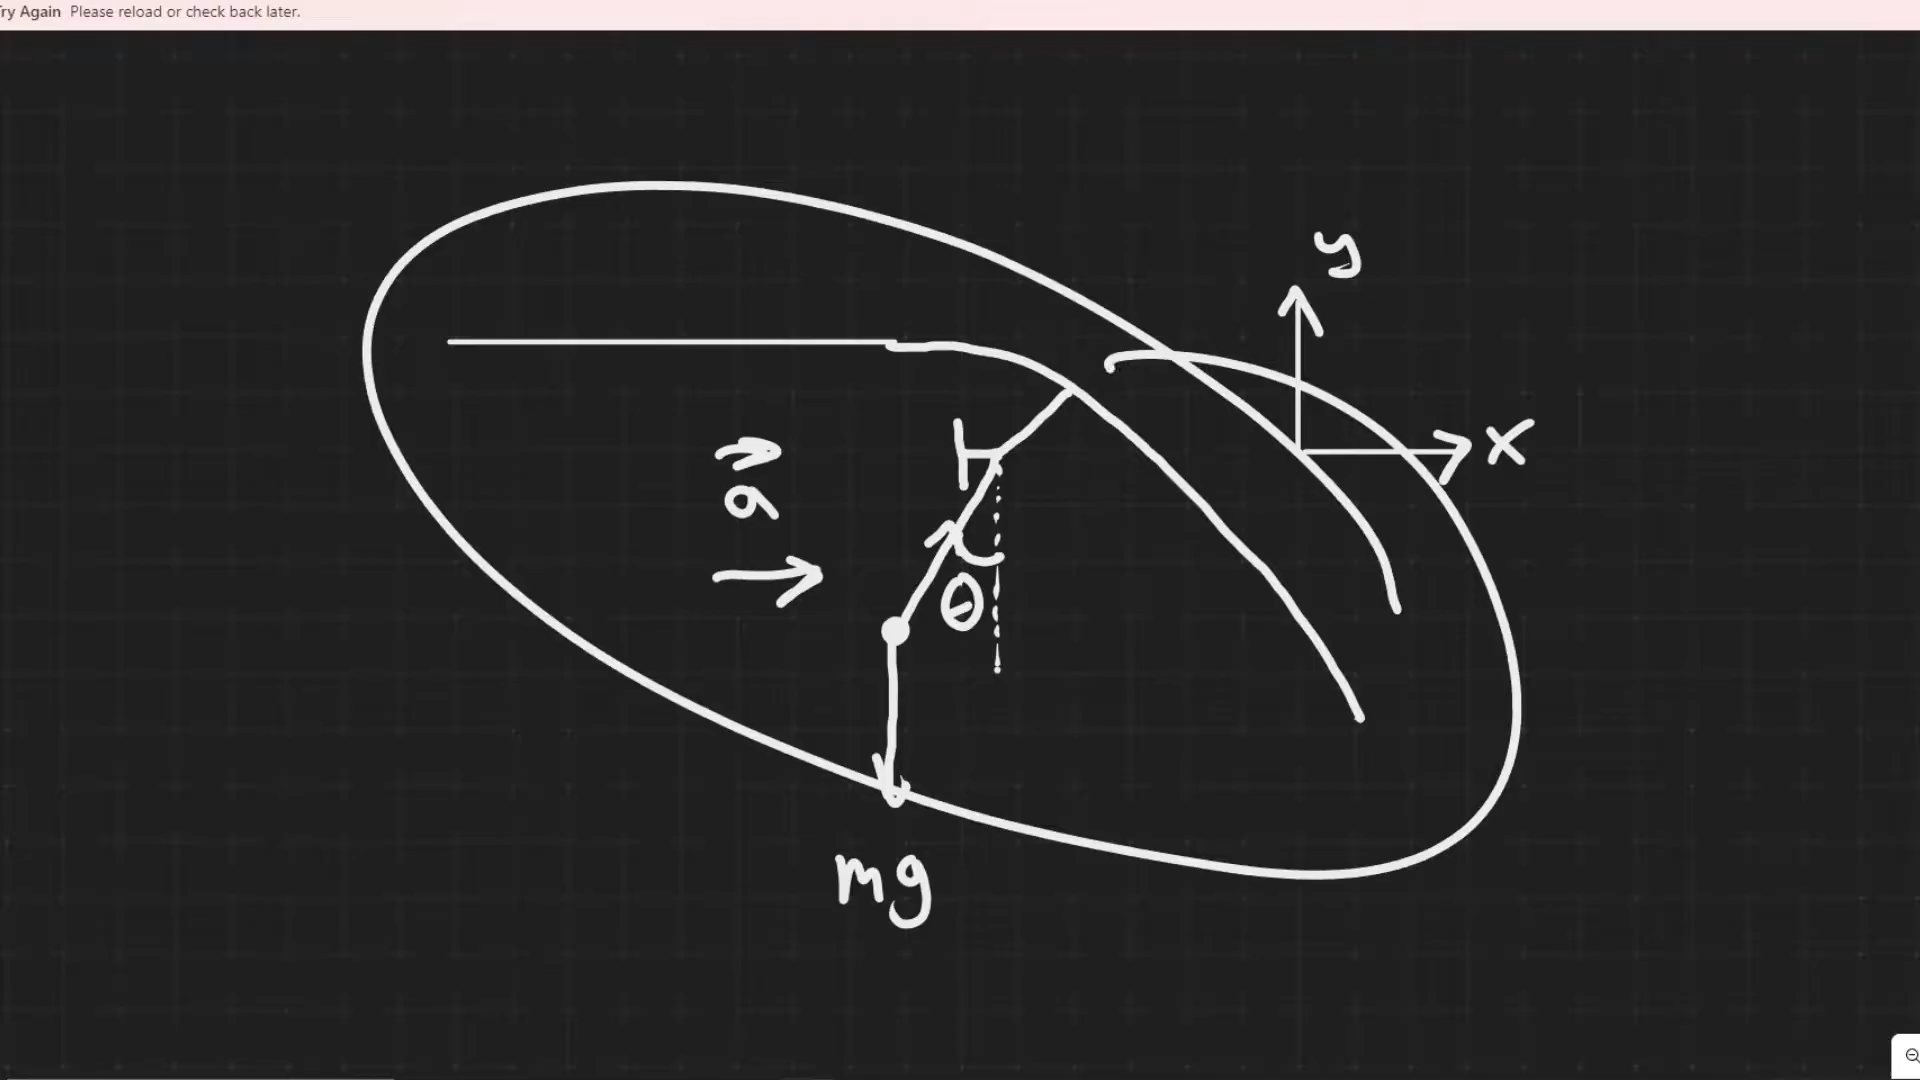 Try Again Please reload or check back later.
y
x
T
a
θ
mg